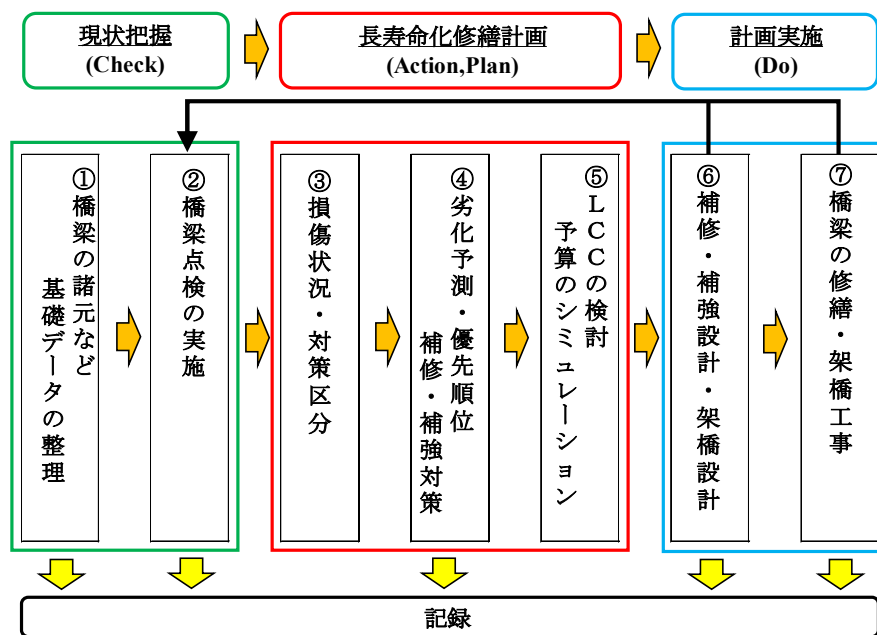 現状把握
(Check)
長寿命化修繕計画
(Action,Plan)
計画実施
(Do)
①橋梁の諸元など
基礎データの整理
②橋梁点検の実施
③損傷状況・対策区分
④劣化予測・優先順位
補修・補強対策
⑤LCCの検討
予算のシミュレーション
⑥補修・補強設計・架橋設計
⑦橋梁の修繕・架橋工事
記録